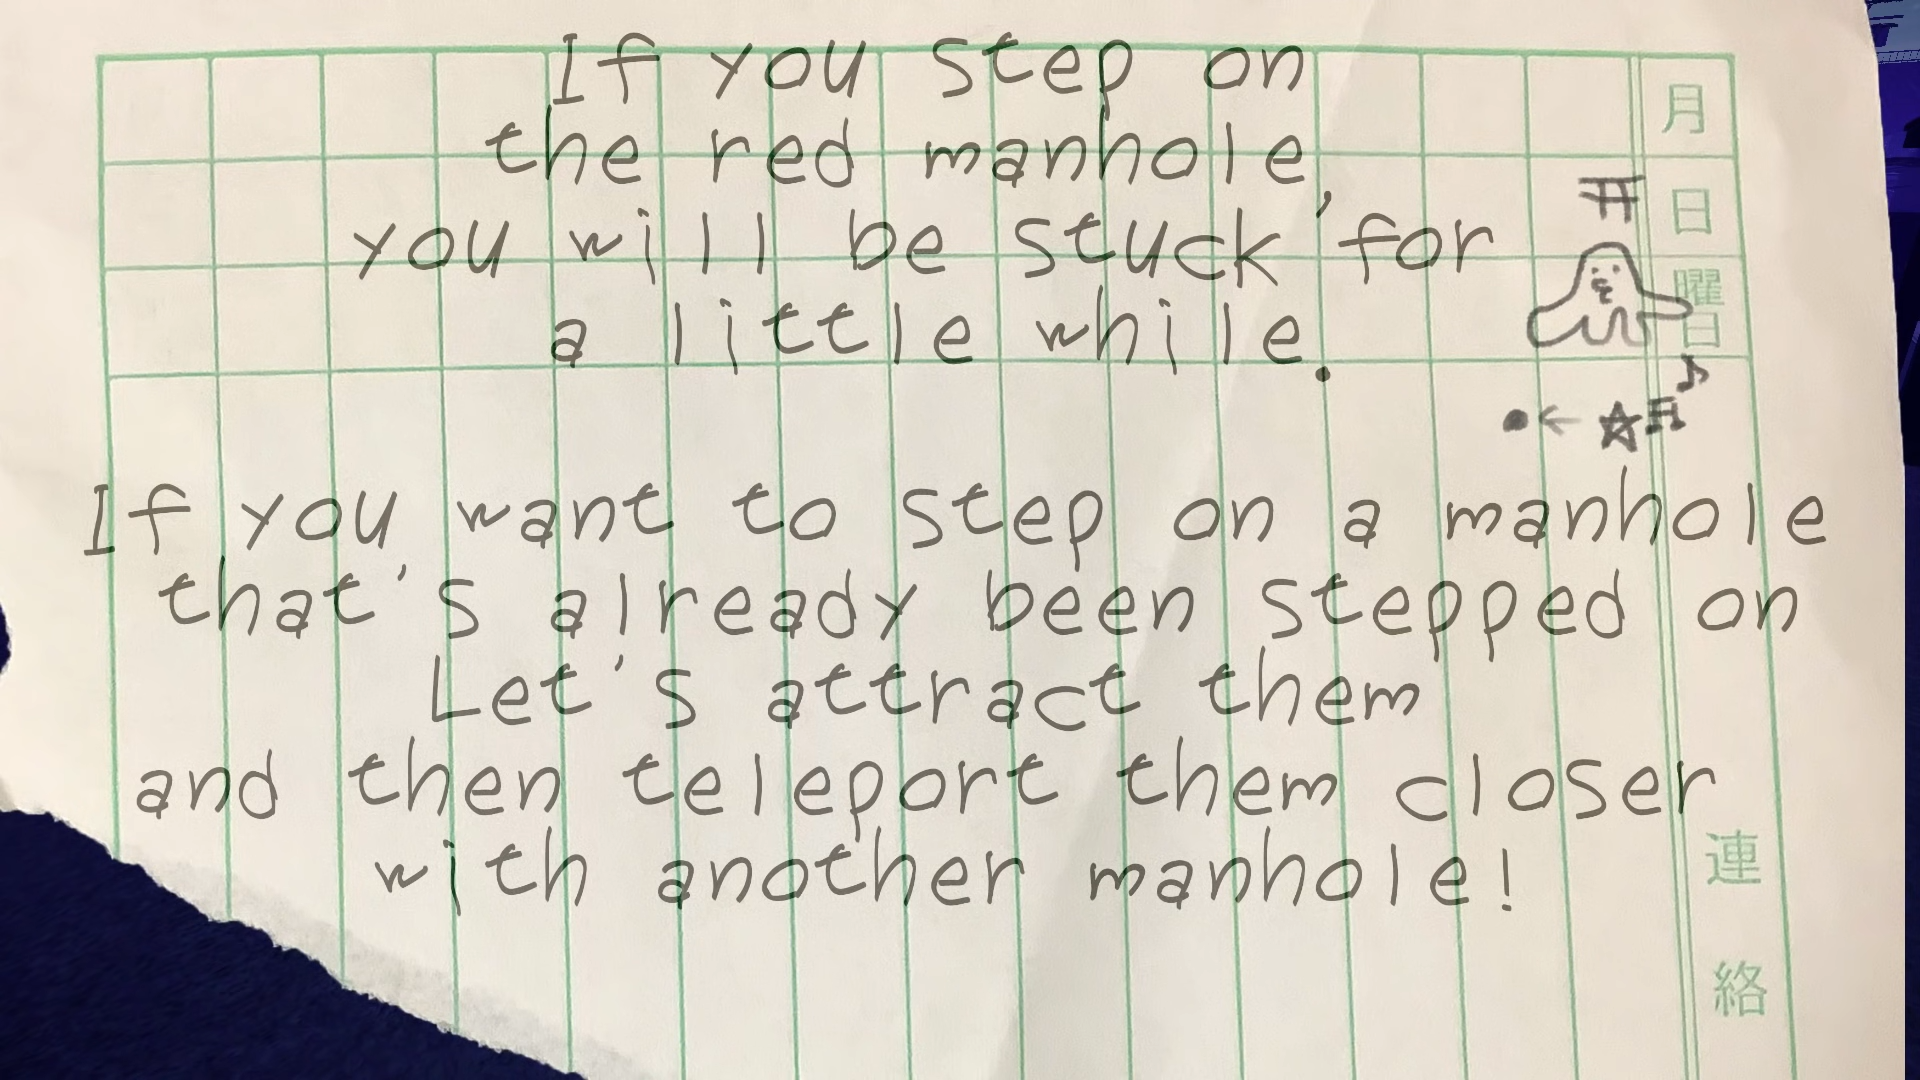 If you step on
the red manhole,
you will be stuck for
a little while.
If you want to step on a manhole
that's already been stepped on
Let's attract them
and then teleport them closer
with another manhole!
月
日
曜
日
連
絡